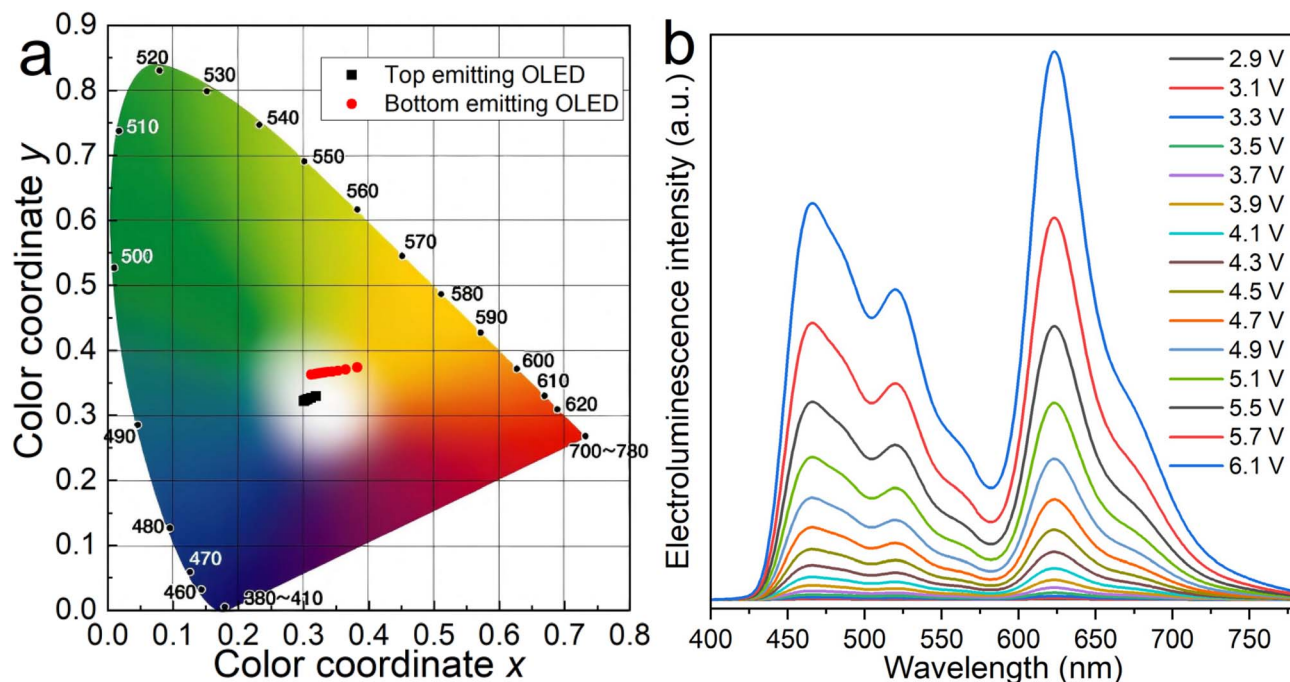 a
0.9
0.8
0.7
0.6
0.5
0.4
0.3
0.2
0.1
0.0
Color coordinate y
520
530
510
540
550
560
500
570
580
590
600
610
620
490
700~780
480
470
460
380~410
Top emitting OLED
Bottom emitting OLED
0.0 0.1 0.2 0.3 0.4 0.5 0.6 0.7 0.8
Color coordinate x
b
Electroluminescence intensity (a.u.)
2.9 V
3.1 V
3.3 V
3.5 V
3.7 V
3.9 V
4.1 V
4.3 V
4.5 V
4.7 V
4.9 V
5.1 V
5.5 V
5.7 V
6.1 V
400 450 500 550 600 650 700 750
Wavelength (nm)